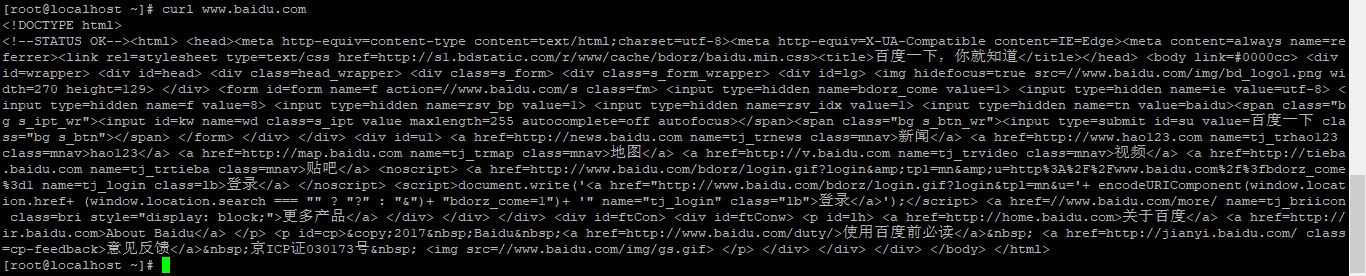 [root@localhost ~]# curl www.baidu.com
<!DOCTYPE html>
<!--STATUS OK--><html> <head><meta http-equiv=content-type content=text/html;charset=utf-8><meta http-equiv=X-UA-Compatible content=IE=Edge><meta content=always name=re
ferrer><link rel=stylesheet type=text/css href=http://s1.bdstatic.com/r/www/cache/bdorz/baidu.min.css><title>百度一下，你就知道</title></head> <body link=#0000cc> <div
id=wrapper> <div id=head> <div class=head_wrapper> <div class=s_form> <div class=s_form_wrapper> <div id=lg> <img hidefocus=true src=//www.baidu.com/img/bd_logo1.png wi
dth=270 height=129> </div> <form id=form name=f action=//www.baidu.com/s class=fm> <input type=hidden name=bdorz_come value=1> <input type=hidden name=ie value=utf-8> <
input type=hidden name=f value=8> <input type=hidden name=rsv_bp value=1> <input type=hidden name=rsv_idx value=1> <input type=hidden name=tn value=baidu><span class="b
g s_ipt_wr"><input id=kw name=wd class=s_ipt value maxlength=255 autocomplete=off autofocus></span><span class="bg s_btn_wr"><input type=submit id=su value=百度一下 clas
ss="bg s_btn"></span> </form> </div> </div> <div id=u1> <a href=http://news.baidu.com name=tj_trnews class=mnav>新闻</a> <a href=http://www.hao123.com name=tj_trhao123
class=mnav>hao123</a> <a href=http://map.baidu.com name=tj_trmap class=mnav>地图</a> <a href=http://v.baidu.com name=tj_trvideo class=mnav>视频</a> <a href=http://tieba
.baidu.com name=tj_trtieba class=mnav>贴吧</a> <noscript> <a href=http://www.baidu.com/bdorz/login.gif?login&amp;tpl=mn&amp;u=http%3A%2F%2Fwww.baidu.com%2f%3fbdorz_come
%3d1 name=tj_login class=lb>登录</a> </noscript> <script>document.write('<a href="http://www.baidu.com/bdorz/login.gif?login&tpl=mn&u='+ encodeURIComponent(window.locat
ion.href+ (window.location.search === "" ? "?" : "&")+ "bdorz_come=1")+ '" name="tj_login" class="lb">登录</a>');</script> <a href=//www.baidu.com/more/ name=tj_briicon
class=bri style="display: block;">更多产品</a> </div> </div> </div> <div id=ftCon> <div id=ftConw> <p id=lh> <a href=http://home.baidu.com>关于百度</a> <a href=http://
ir.baidu.com>About Baidu</a> </p> <p id=cp>&copy;2017&nbsp;Baidu&nbsp;<a href=http://www.baidu.com/duty/>使用百度前必读</a>&nbsp; <a href=http://jianyi.baidu.com/ class
=cp-feedback>意见反馈</a>&nbsp;京ICP证030173号&nbsp; <img src=//www.baidu.com/img/gs.gif> </p> </div> </div> </div> </body> </html>
[root@localhost ~]#